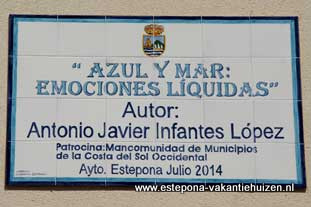 “ AZUL Y MAR:
EMOCIONES LÍQUIDAS”
Autor:
Antonio Javier Infantes López
Patrocina:Mancomunidad de Municipios
de la Costa del Sol Occidental
Ayto. Estepona Julio 2014
www.estepona-vakantiehuizen.nl